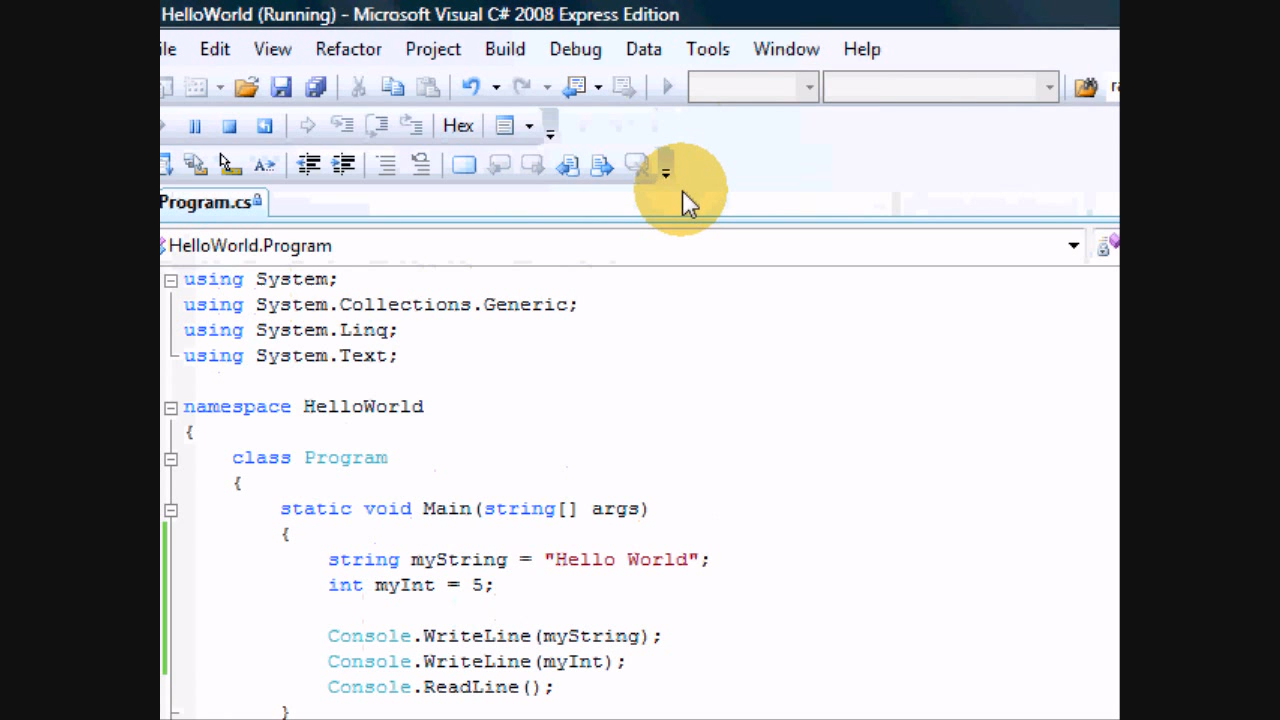 HelloWorld (Running) - Microsoft Visual C# 2008 Express Edition
ile Edit View Refactor Project Build Debug Data Tools Window Help
Hex
Program.cs
HelloWorld.Program
using System;
using System.Collections.Generic;
using System.Linq;
using System.Text;
namespace HelloWorld
{
class Program
{
static void Main(string[] args)
{
string myString = "Hello World";
int myInt = 5;
Console.WriteLine(myString);
Console.WriteLine(myInt);
Console.ReadLine();
}